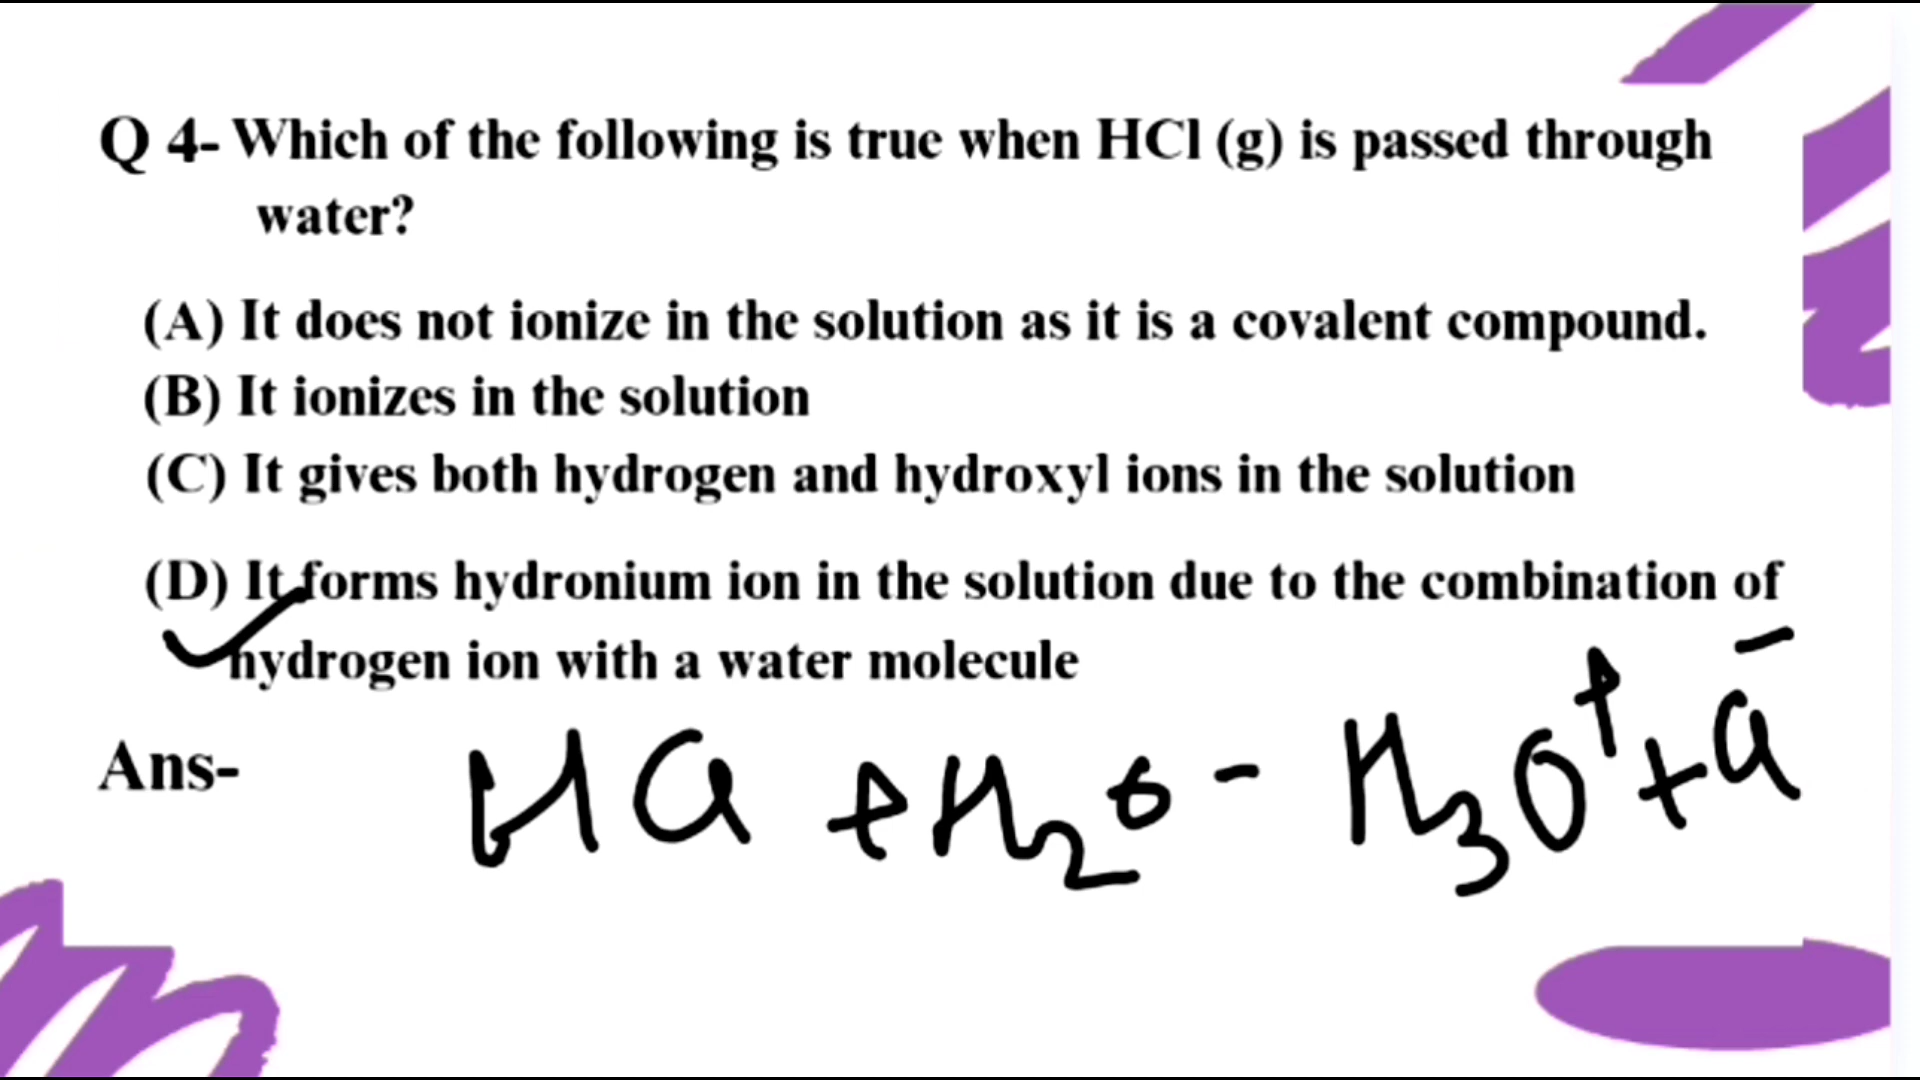 Q 4- Which of the following is true when HCl (g) is passed through
water?
(A) It does not ionize in the solution as it is a covalent compound.
(B) It ionizes in the solution
(C) It gives both hydrogen and hydroxyl ions in the solution
(D) It forms hydronium ion in the solution due to the combination of
hydrogen ion with a water molecule
Ans-
HCl + H₂O - H₃O⁺ + Cl⁻